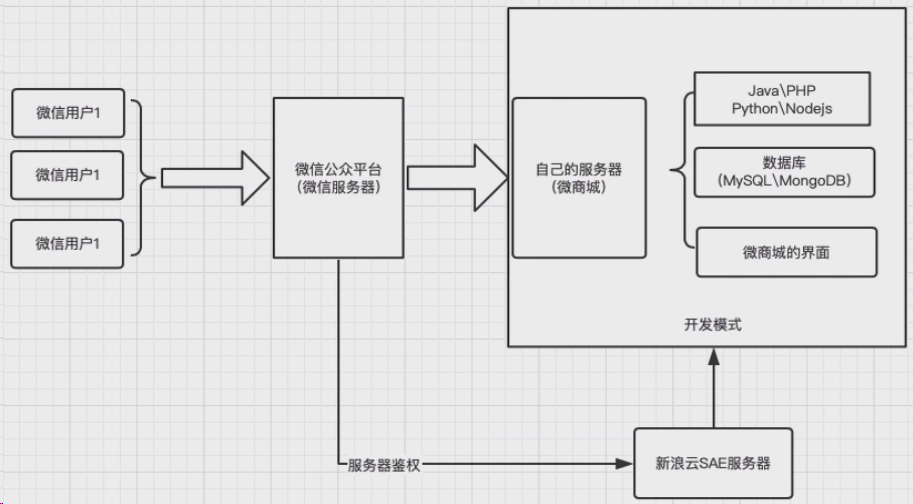 微信用户1
微信用户1
微信用户1
微信公众平台
（微信服务器）
自己的服务器
（微商城）
Java\PHP
Python\Nodejs
数据库
（MySQL\MongoDB）
微商城的界面
开发模式
服务器鉴权
新浪云SAE服务器